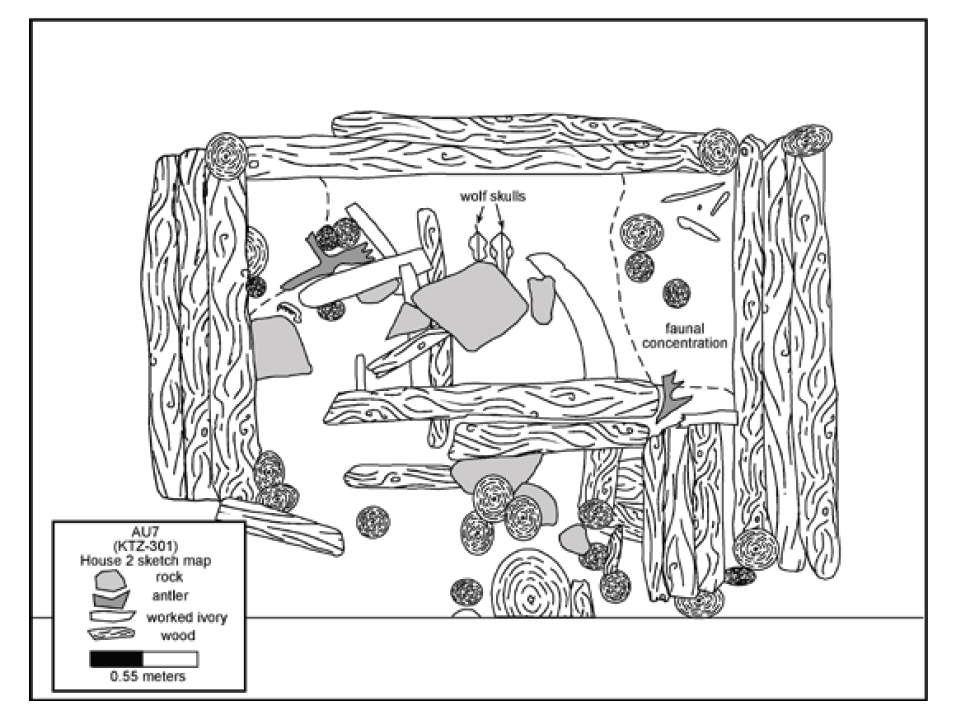 wolf skulls
faunal
concentration
AU7
(KTZ-301)
House 2 sketch map
rock
antler
worked ivory
wood
0.55 meters